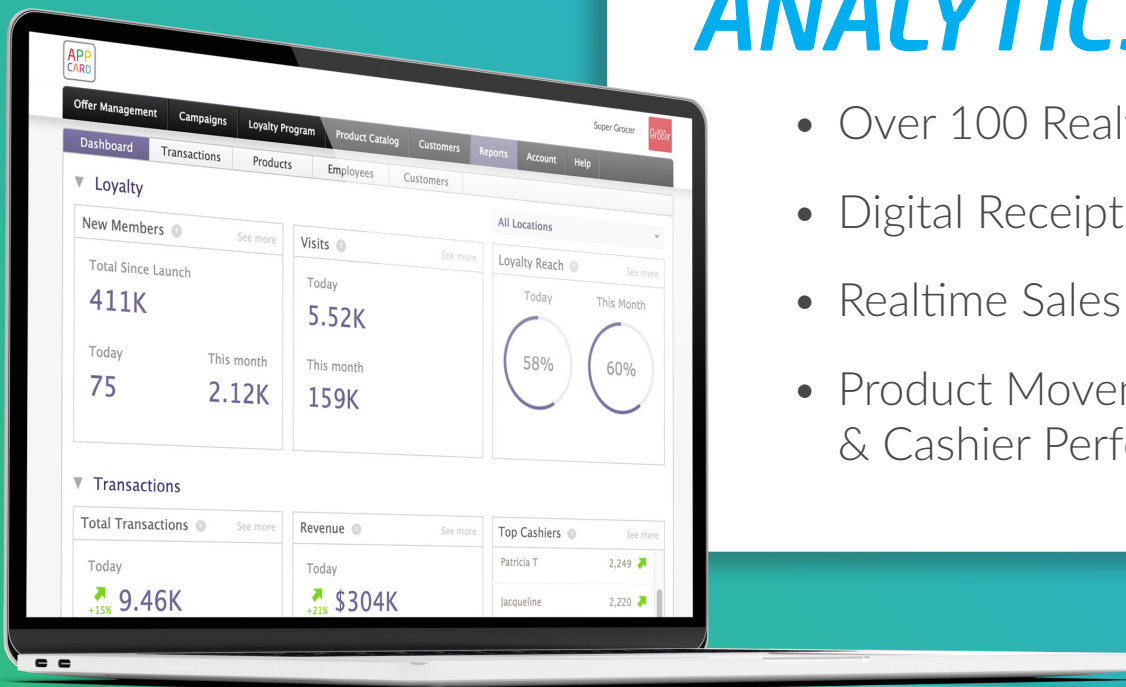 APP
CARD
Super Grocer
Grocer
Offer Management Campaigns Loyalty Program Product Catalog Customers Reports Account Help
Dashboard Transactions Products Employees Customers
Loyalty
All Locations
New Members ? See more
Total Since Launch
411K
Today This month
75 2.12K
Visits ? See more
Today
5.52K
This month
159K
Loyalty Reach ? See more
Today This Month
58% 60%
Transactions
Total Transactions ? See more
Today
+15% 9.46K
Revenue ? See more
Today
+21% $304K
Top Cashiers ? See more
Patricia T 2,249
Jacqueline 2,220
ANALYTIC
• Over 100 Real
• Digital Receipt
• Realtime Sales
• Product Mover
& Cashier Perf